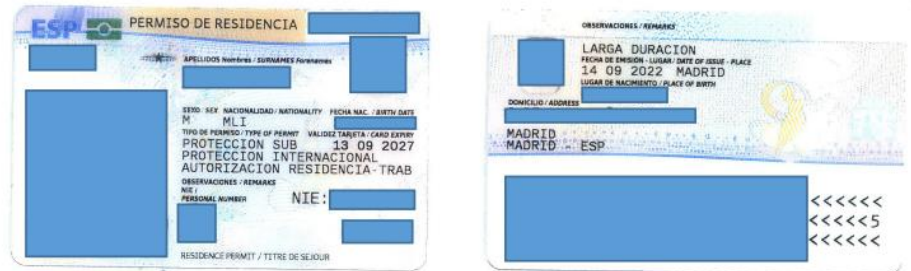 ESP PERMISO DE RESIDENCIA
APELLIDOS Nombres / SURNAMES Forenames
SEXO SEX NACIONALIDAD / NATIONALITY FECHA NAC. / BIRTH DATE
M MLI
TIPO DE PERMISO / TYPE OF PERMIT VALIDEZ TARJETA / CARD EXPIRY
PROTECCION SUB 13 09 2027
PROTECCION INTERNACIONAL
AUTORIZACION RESIDENCIA-TRAB
OBSERVACIONES / REMARKS
NIE /
PERSONAL NUMBER NIE:
RESIDENCE PERMIT / TITRE DE SEJOUR
OBSERVACIONES / REMARKS
LARGA DURACION
FECHA DE EMISIÓN - LUGAR / DATE OF ISSUE - PLACE
14 09 2022 MADRID
LUGAR DE NACIMIENTO / PLACE OF BIRTH
DOMICILIO / ADDRESS
MADRID
MADRID - ESP
<<<<<<
<<<<<5
<<<<<<